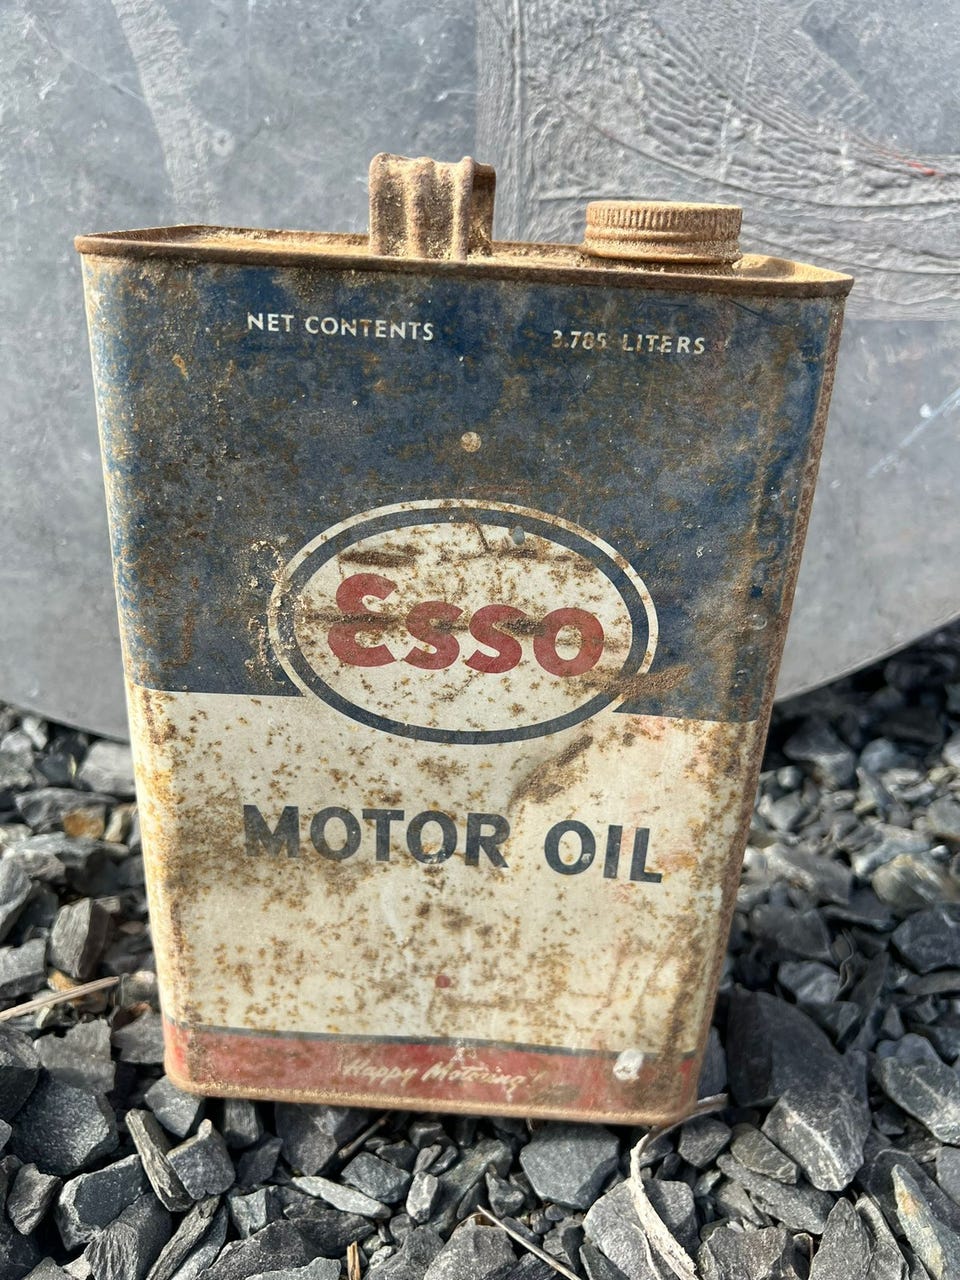 NET CONTENTS 3.785 LITERS
Esso
MOTOR OIL
Happy Motoring!